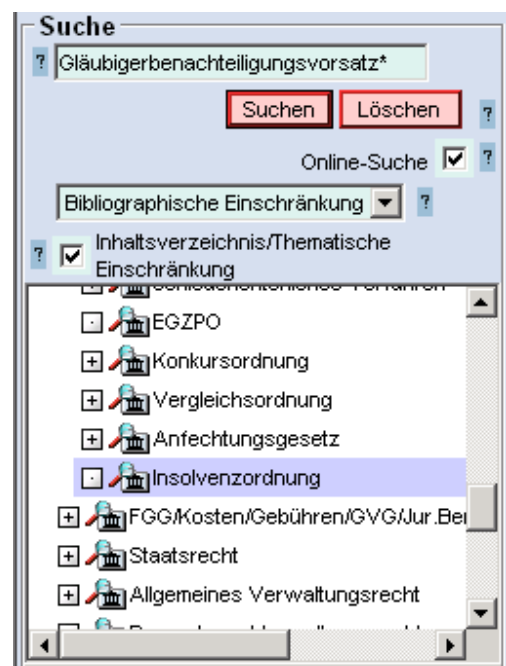 Suche
? Gläubigerbenachteiligungsvorsatz*
Suchen Löschen ?
Online-Suche ?
Bibliographische Einschränkung ?
? Inhaltsverzeichnis/Thematische
Einschränkung
EGZPO
Konkursordnung
Vergleichsordnung
Anfechtungsgesetz
Insolvenzordnung
FGG/Kosten/Gebühren/GVG/Jur.Ber
Staatsrecht
Allgemeines Verwaltungsrecht